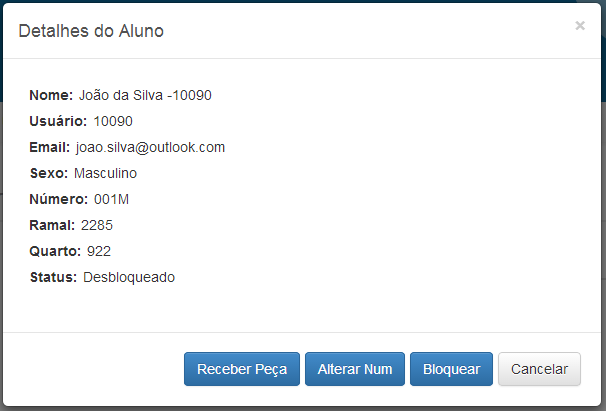 Detalhes do Aluno ×
Nome: João da Silva -10090
Usuário: 10090
Email: joao.silva@outlook.com
Sexo: Masculino
Número: 001M
Ramal: 2285
Quarto: 922
Status: Desbloqueado
Receber Peça Alterar Num Bloquear Cancelar